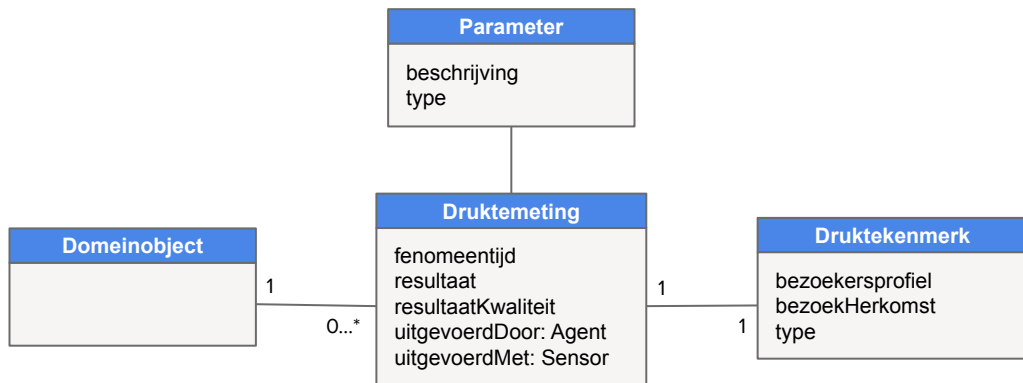 Parameter
beschrijving
type
Druktemeting
fenomeentijd
resultaat
resultaatKwaliteit
uitgevoerdDoor: Agent
uitgevoerdMet: Sensor
Domeinobject
1
0...*
1
1
Druktekenmerk
bezoekersprofiel
bezoekHerkomst
type